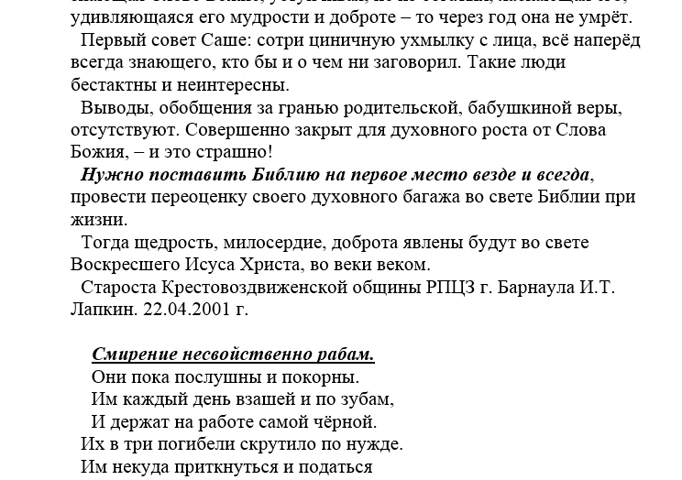 удивляющаяся его мудрости и доброте – то через год она не умрёт.
Первый совет Саше: сотри циничную ухмылку с лица, всё наперёд
всегда знающего, кто бы и о чем ни заговорил. Такие люди
бестактны и неинтересны.
Выводы, обобщения за гранью родительской, бабушкиной веры,
отсутствуют. Совершенно закрыт для духовного роста от Слова
Божия, – и это страшно!
Нужно поставить Библию на первое место везде и всегда,
провести переоценку своего духовного багажа во свете Библии при
жизни.
Тогда щедрость, милосердие, доброта явлены будут во свете
Воскресшего Исуса Христа, во веки веком.
Староста Крестовоздвиженской общины РПЦЗ г. Барнаула И.Т.
Лапкин. 22.04.2001 г.
Смирение несвойственно рабам.
Они пока послушны и покорны.
Им каждый день взашей и по зубам,
И держат на работе самой чёрной.
Их в три погибели скрутило по нужде.
Им некуда приткнуться и податься